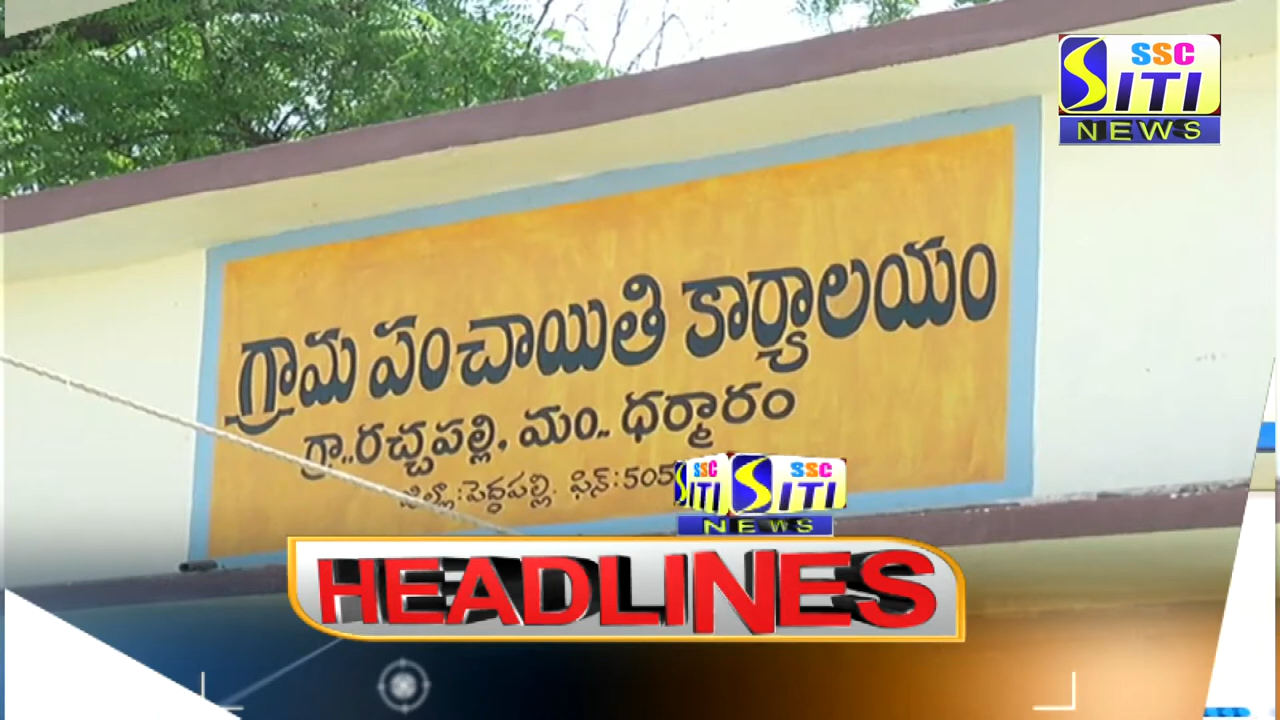 SSC
SITI
NEWS
గ్రామ పంచాయితి కార్యాలయం
గ్రా..రచ్చపల్లి, మం.. ధర్మారం
జిల్లా:పెద్దపల్లి. పిన్:505
SSC
SITI
SSC
SITI
NEWS
HEADLINES